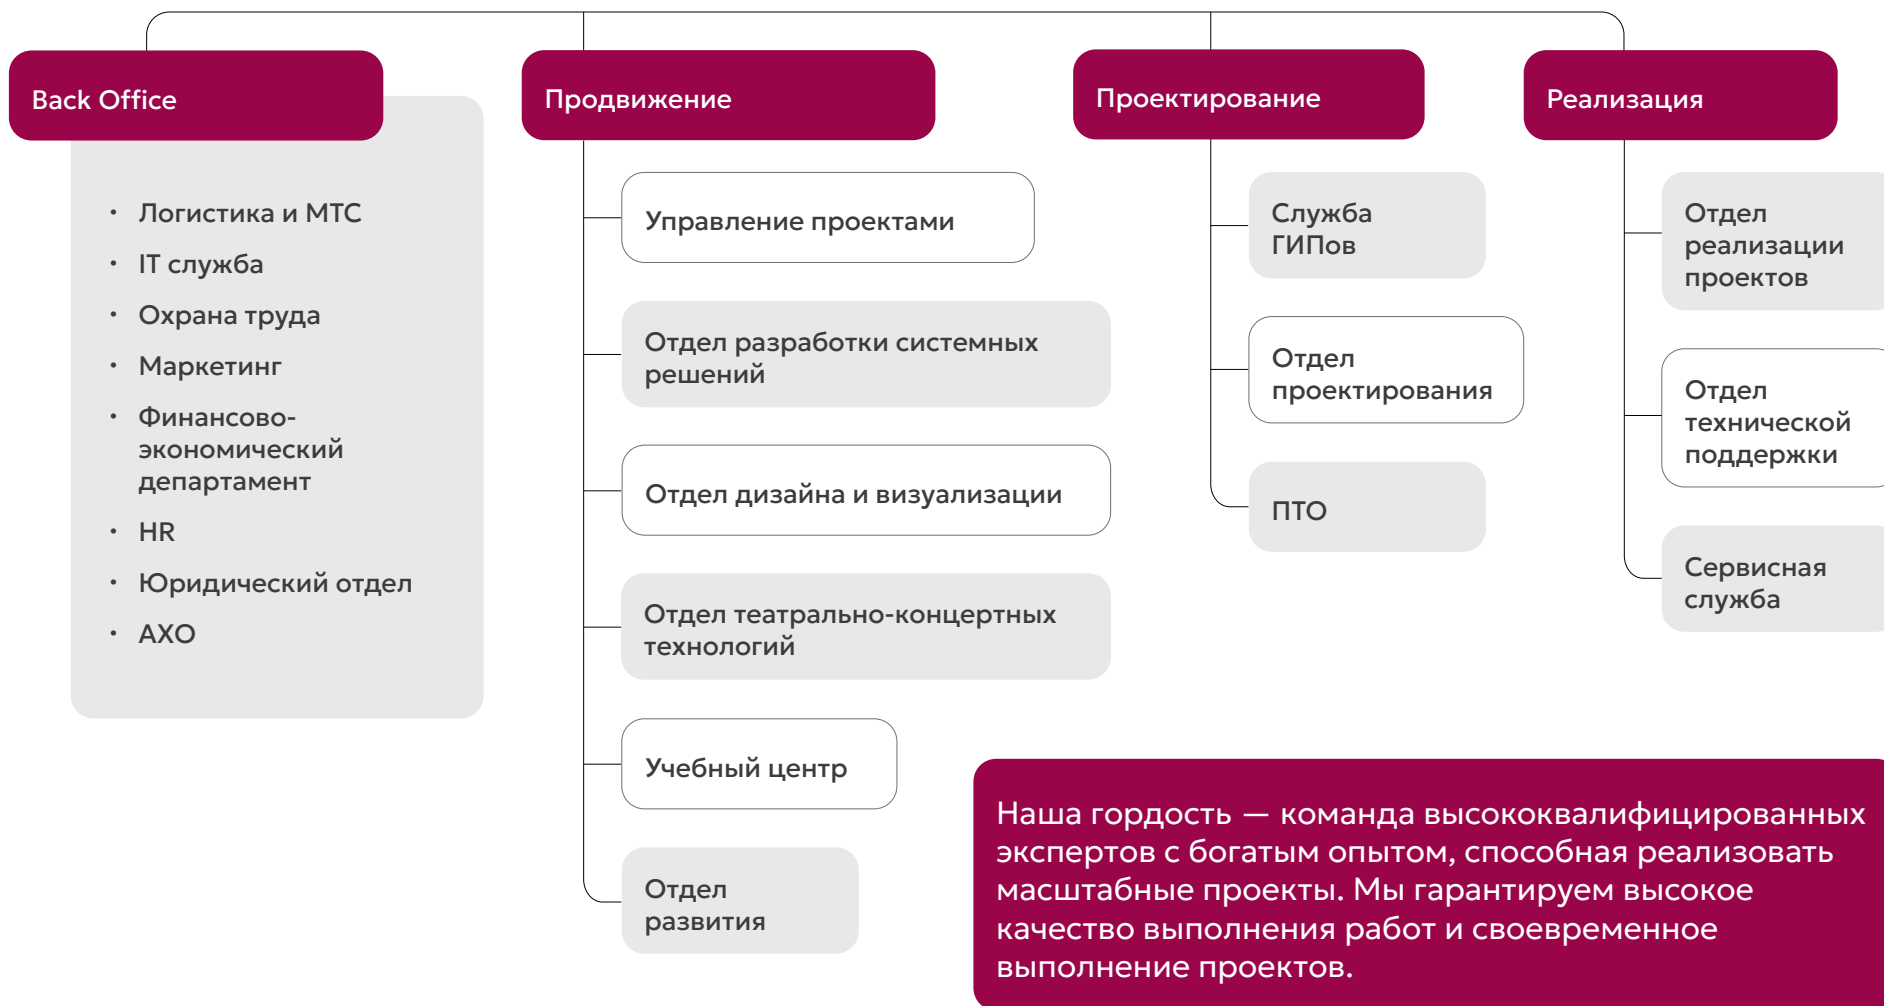 Back Office
Логистика и МТС
IT служба
Охрана труда
Маркетинг
Финансово-
экономический
департамент
HR
Юридический отдел
АХО
Продвижение
Управление проектами
Отдел разработки системных
решений
Отдел дизайна и визуализации
Отдел театрально-концертных
технологий
Учебный центр
Отдел
развития
Проектирование
Служба
ГИПов
Отдел
проектирования
ПТО
Реализация
Отдел
реализации
проектов
Отдел
технической
поддержки
Сервисная
служба
Наша гордость — команда высококвалифицированных
экспертов с богатым опытом, способная реализовать
масштабные проекты. Мы гарантируем высокое
качество выполнения работ и своевременное
выполнение проектов.